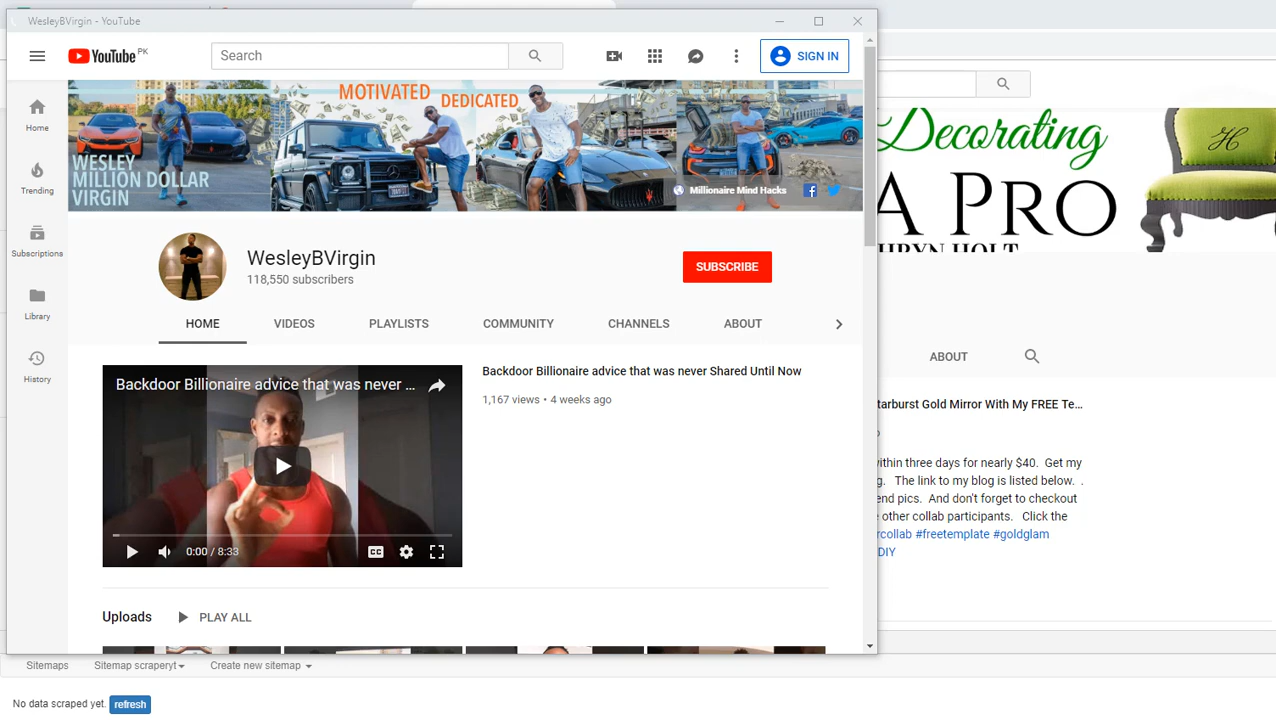 WesleyBVirgin - YouTube
YouTube PK
Search
SIGN IN
Home
Trending
Subscriptions
Library
History
MOTIVATED
DEDICATED
WESLEY
MILLION DOLLAR
VIRGIN
Millionaire Mind Hacks
WesleyBVirgin
118,550 subscribers
SUBSCRIBE
HOME VIDEOS PLAYLISTS COMMUNITY CHANNELS ABOUT
Backdoor Billionaire advice that was never ...
0:00 / 8:33
CC
Backdoor Billionaire advice that was never Shared Until Now
1,167 views • 4 weeks ago
Uploads PLAY ALL
Decorating
H
A PRO
HRYN HOLT
ABOUT
tarburst Gold Mirror With My FREE Te...
within three days for nearly $40. Get my
g. The link to my blog is listed below. .
end pics. And don't forget to checkout
e other collab participants. Click the
rcollab #freetemplate #goldglam
DIY
Sitemaps Sitemap scraperyt Create new sitemap
No data scraped yet. refresh